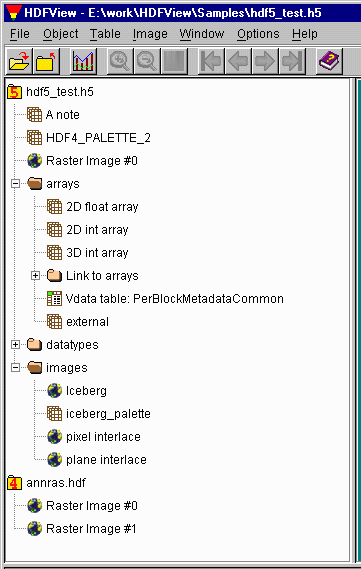 HDFView - E:\work\HDFView\Samples\hdf5_test.h5
File Object Table Image Window Options Help
5 hdf5_test.h5
A note
HDF4_PALETTE_2
Raster Image #0
arrays
2D float array
2D int array
3D int array
Link to arrays
Vdata table: PerBlockMetadataCommon
external
datatypes
images
Iceberg
iceberg_palette
pixel interlace
plane interlace
4 annras.hdf
Raster Image #0
Raster Image #1